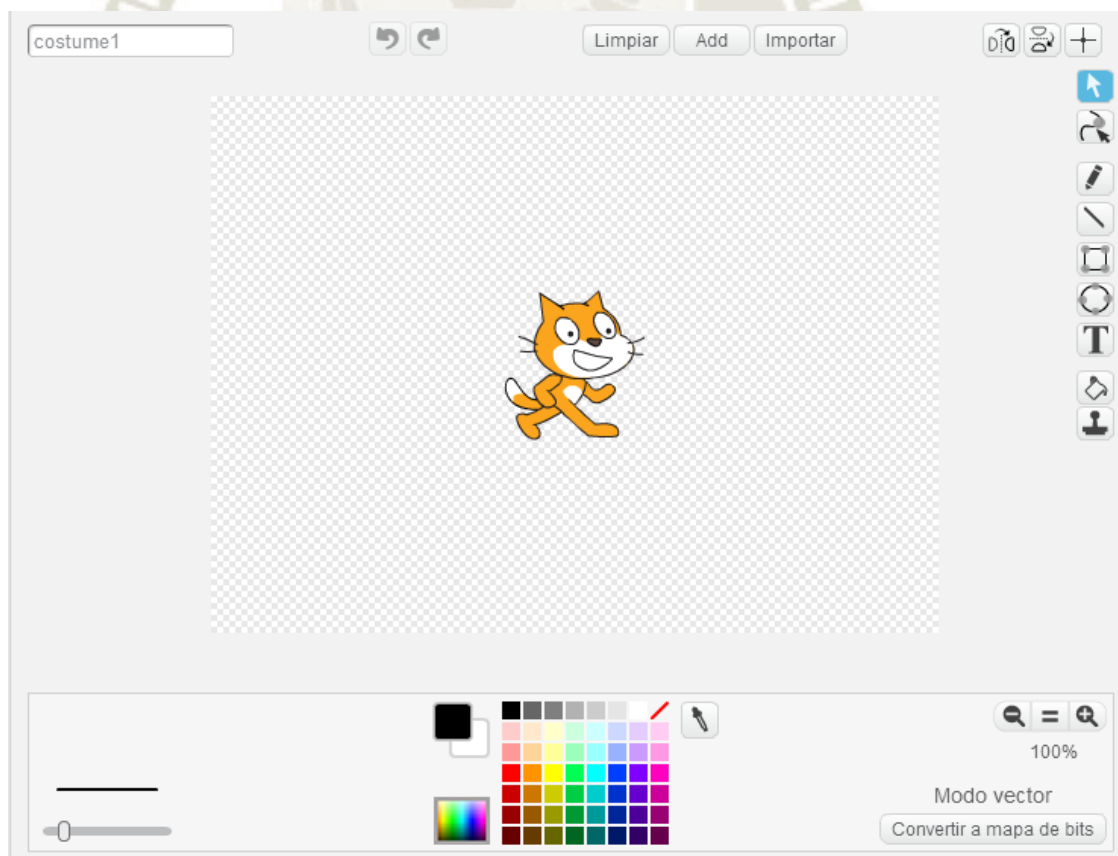 costume1
Limpiar
Add
Importar
T
100%
Modo vector
Convertir a mapa de bits